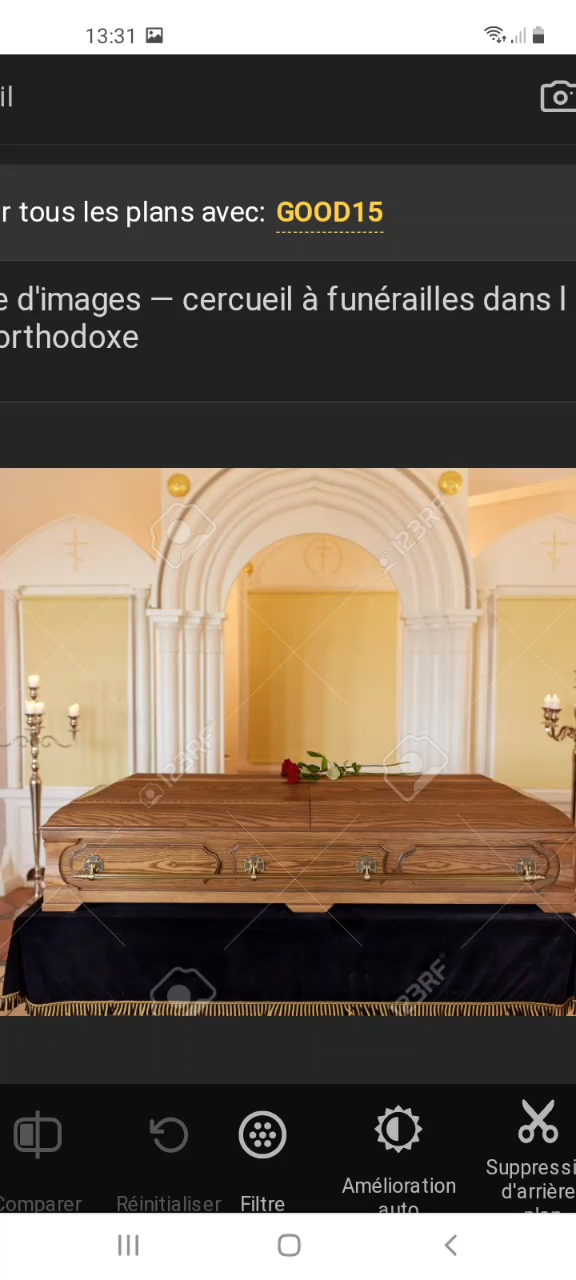 13:31
il
r tous les plans avec: GOOD15
e d'images — cercueil à funérailles dans l
orthodoxe
123RF
123RF
123RF
Comparer
Réinitialiser
Filtre
Amélioration
auto
Suppressi
d'arrière
plan